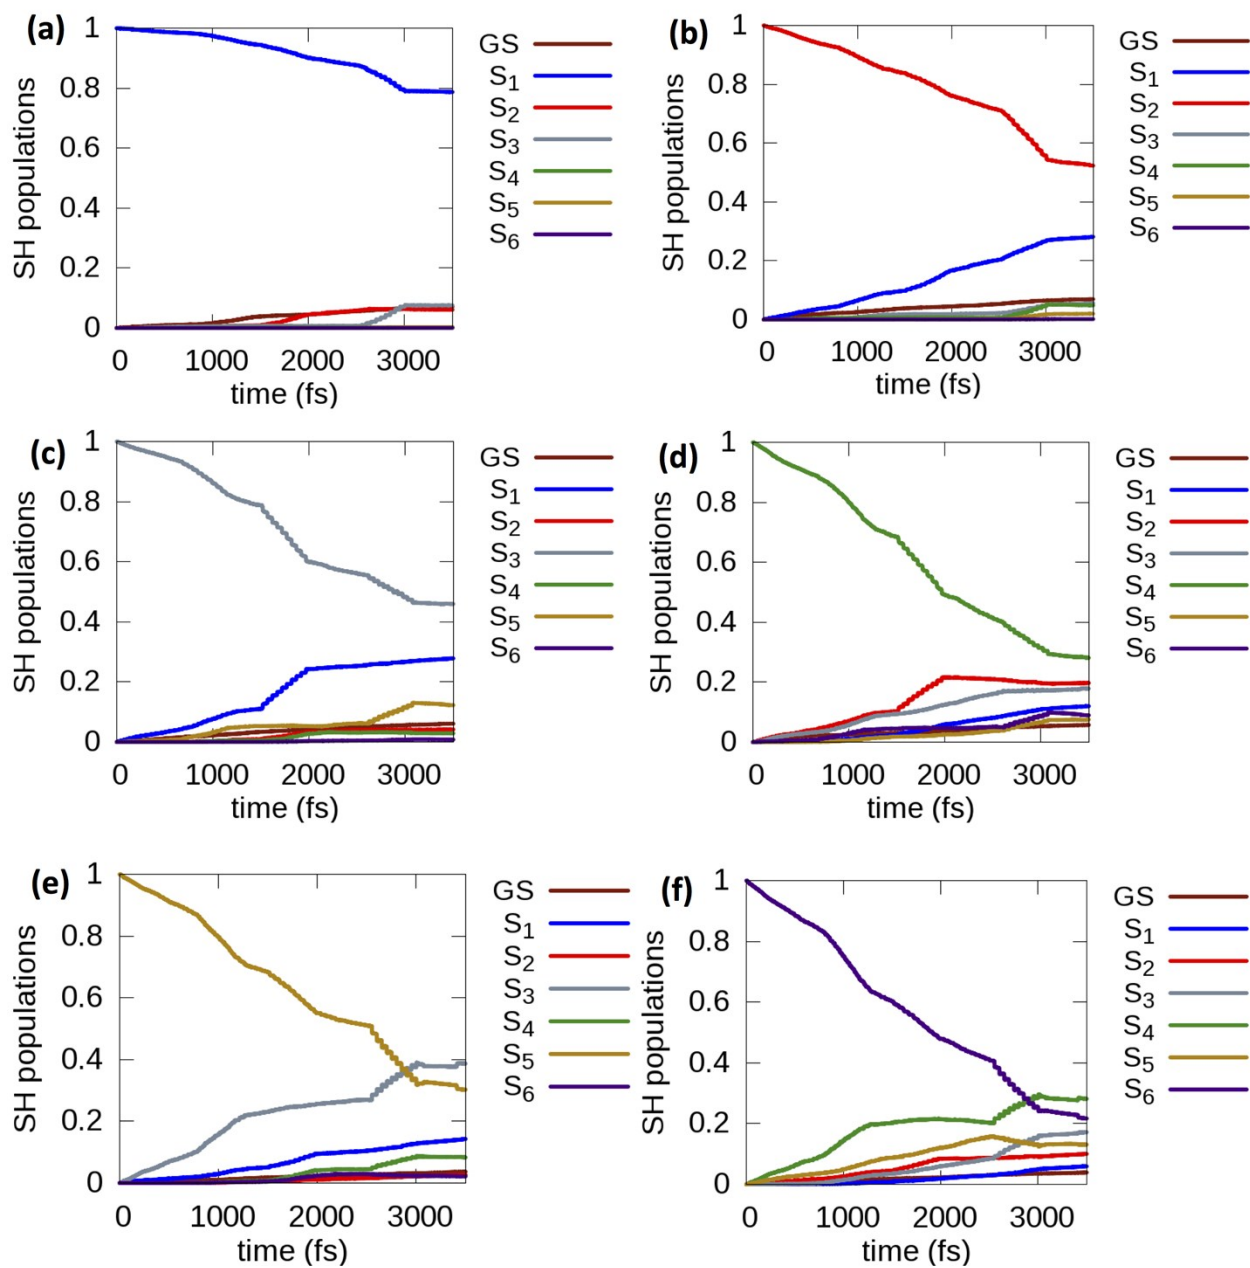 (a)
SH populations
1
0.8
0.6
0.4
0.2
0
0 1000 2000 3000
time (fs)
GS
S1
S2
S3
S4
S5
S6
(b)
SH populations
1
0.8
0.6
0.4
0.2
0
0 1000 2000 3000
time (fs)
GS
S1
S2
S3
S4
S5
S6
(c)
SH populations
1
0.8
0.6
0.4
0.2
0
0 1000 2000 3000
time (fs)
GS
S1
S2
S3
S4
S5
S6
(d)
SH populations
1
0.8
0.6
0.4
0.2
0
0 1000 2000 3000
time (fs)
GS
S1
S2
S3
S4
S5
S6
(e)
SH populations
1
0.8
0.6
0.4
0.2
0
0 1000 2000 3000
time (fs)
GS
S1
S2
S3
S4
S5
S6
(f)
SH populations
1
0.8
0.6
0.4
0.2
0
0 1000 2000 3000
time (fs)
GS
S1
S2
S3
S4
S5
S6